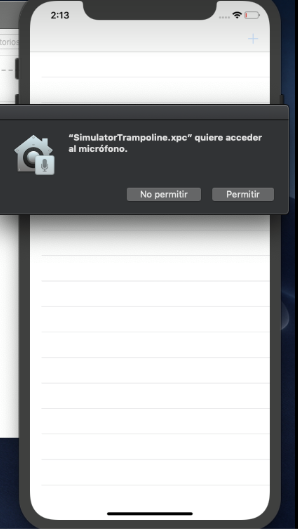 2:13
+
“SimulatorTrampoline.xpc” quiere acceder
al micrófono.
No permitir
Permitir